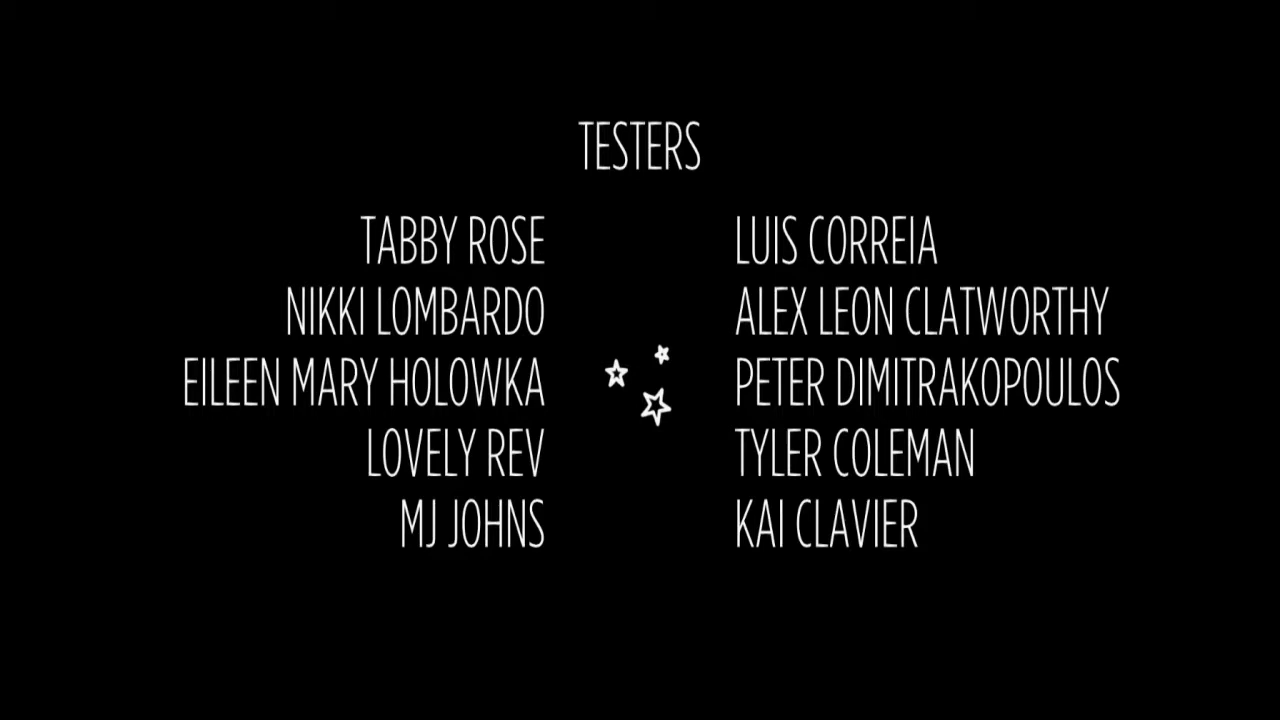 TESTERS
TABBY ROSE
NIKKI LOMBARDO
EILEEN MARY HOLOWKA
LOVELY REV
MJ JOHNS
LUIS CORREIA
ALEX LEON CLATWORTHY
PETER DIMITRAKOPOULOS
TYLER COLEMAN
KAI CLAVIER